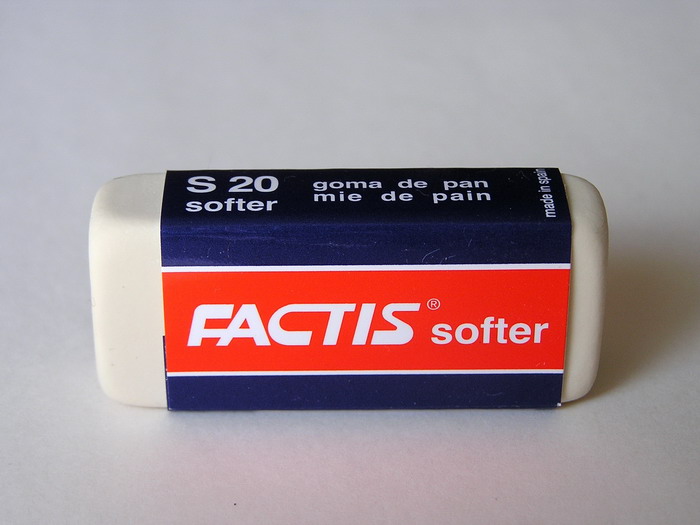 S 20
softer
goma de pan
mie de pain
made in spain
FACTIS® softer